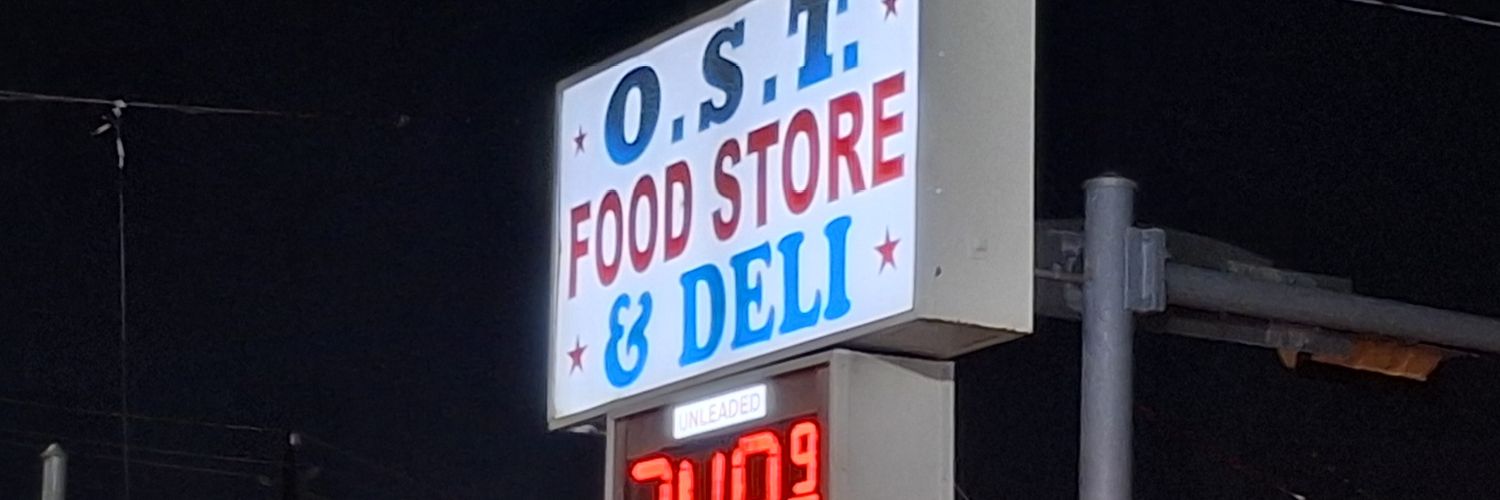 O.S.T.
FOOD STORE
& DELI
UNLEADED